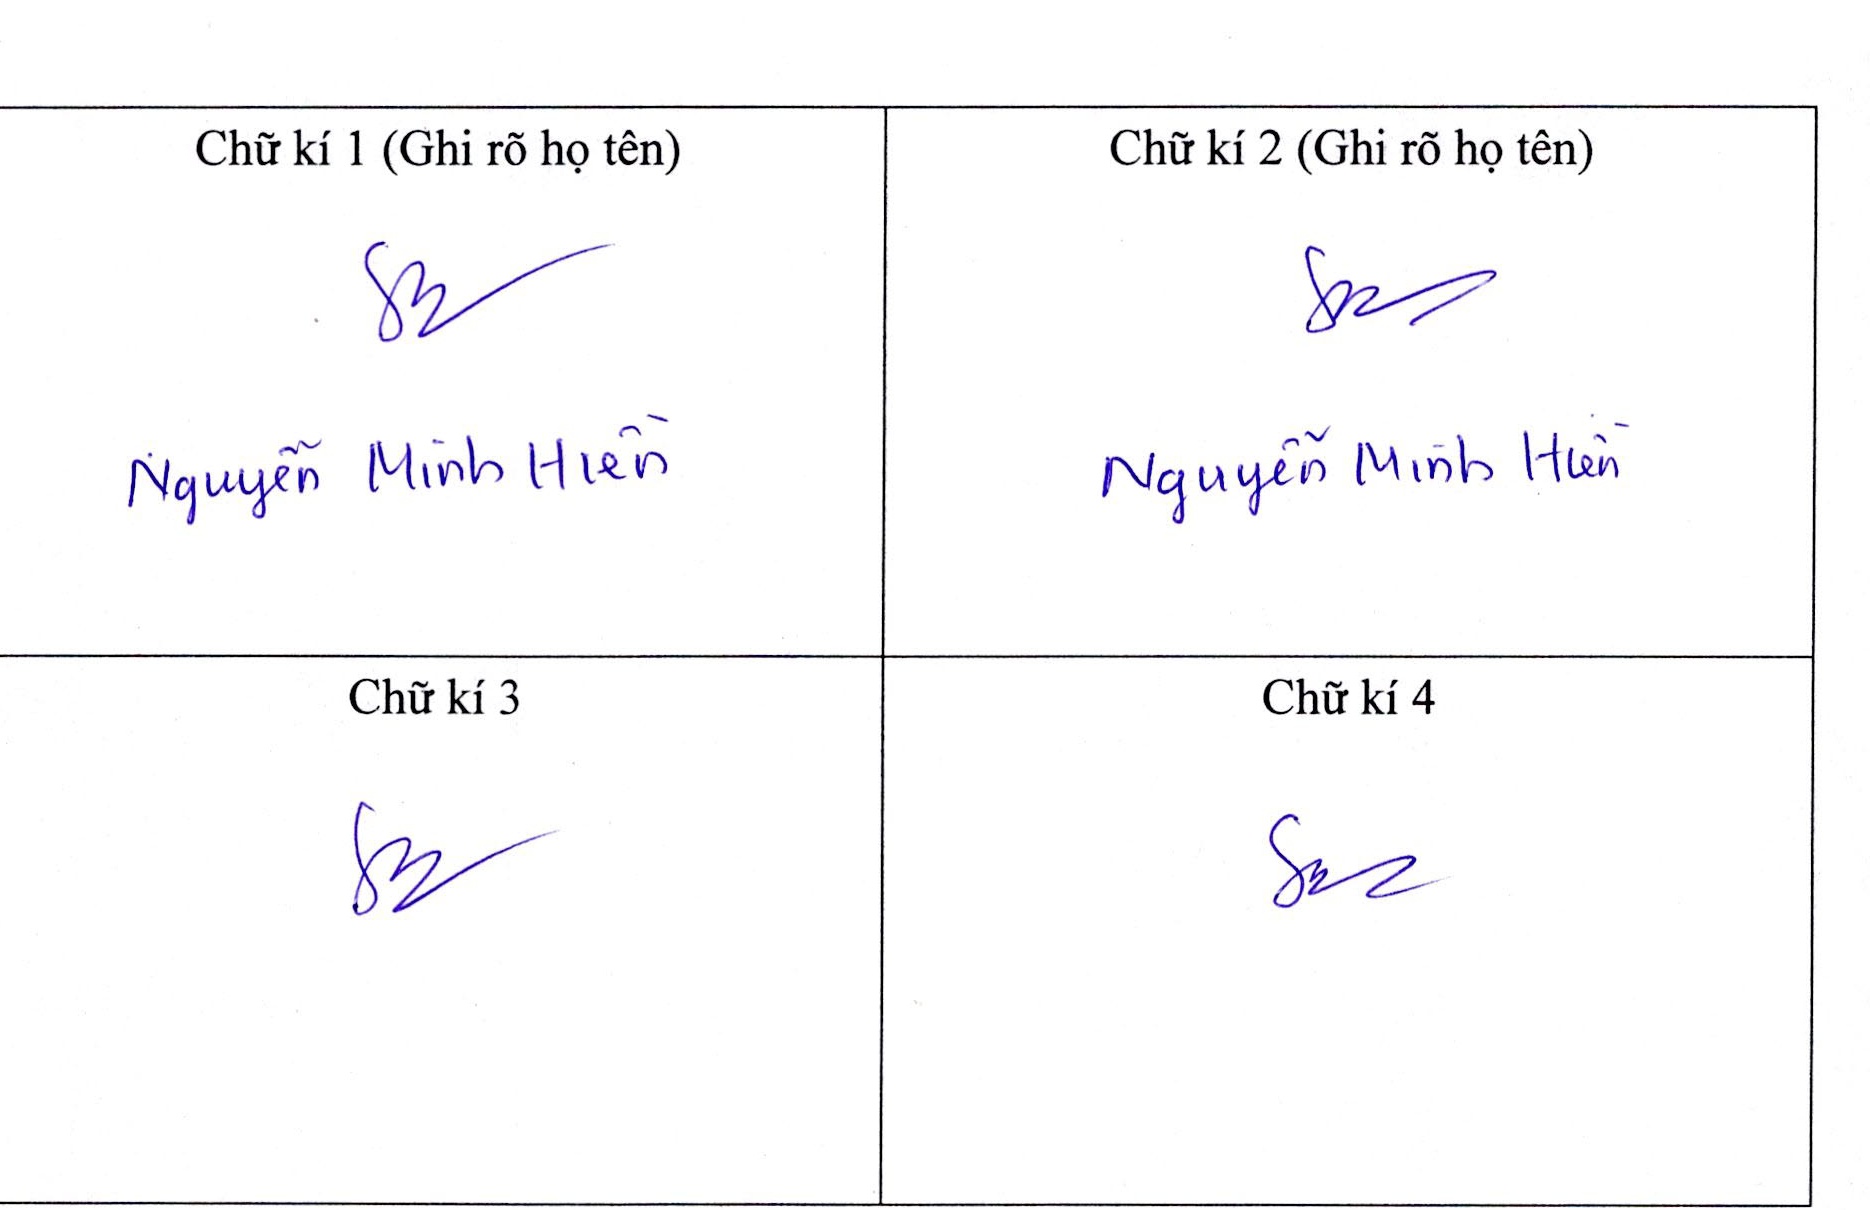 Chữ kí 1 (Ghi rõ họ tên)
Nguyễn Minh Hiền
Chữ kí 2 (Ghi rõ họ tên)
Nguyễn Minh Hiền
Chữ kí 3
Chữ kí 4